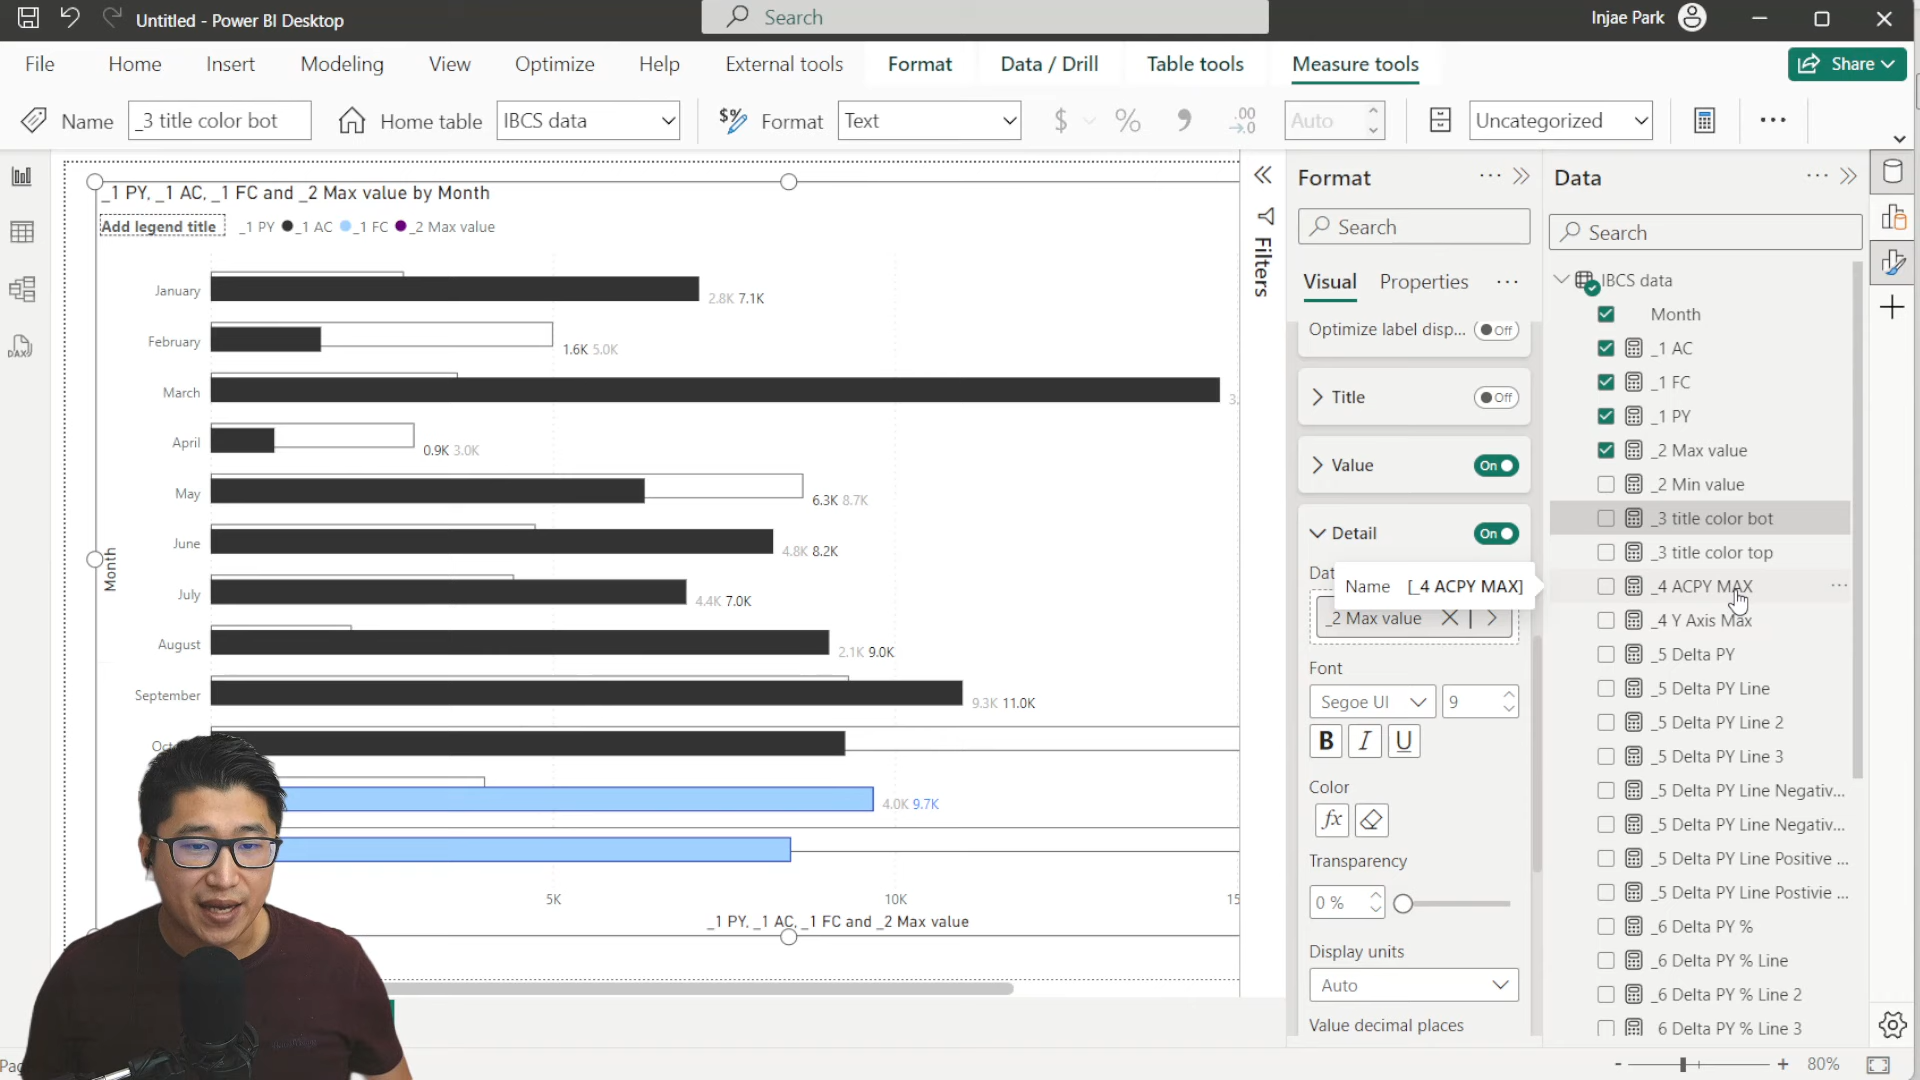 Untitled - Power BI Desktop
Search
Injae Park
File
Home
Insert
Modeling
View
Optimize
Help
External tools
Format
Data / Drill
Table tools
Measure tools
Share
Name
_3 title color bot
Home table
IBCS data
Format
Text
$
%
.00
Auto
Uncategorized
_1 PY, _1 AC, _1 FC and _2 Max value by Month
Add legend title
_1 PY
_1 AC
_1 FC
_2 Max value
January
2.8K 7.1K
February
1.6K 5.0K
March
3.
April
0.9K 3.0K
May
6.3K 8.7K
June
4.8K 8.2K
July
4.4K 7.0K
August
2.1K 9.0K
September
9.3K 11.0K
4.0K 9.7K
Month
5K
10K
15
_1 PY, _1 AC, _1 FC and _2 Max value
Filters
Format
Search
Visual
Properties
Optimize label disp...
Off
Title
Off
Value
On
Detail
On
Dat
Name [_4 ACPY MAX]
_2 Max value
Font
Segoe UI
9
B
I
U
Color
fx
Transparency
0 %
Display units
Auto
Value decimal places
Data
Search
IBCS data
Month
_1 AC
_1 FC
_1 PY
_2 Max value
_2 Min value
_3 title color bot
_3 title color top
_4 ACPY MAX
_4 Y Axis Max
_5 Delta PY
_5 Delta PY Line
_5 Delta PY Line 2
_5 Delta PY Line 3
_5 Delta PY Line Negativ...
_5 Delta PY Line Negativ...
_5 Delta PY Line Positive ...
_5 Delta PY Line Postivie ...
_6 Delta PY %
_6 Delta PY % Line
_6 Delta PY % Line 2
6 Delta PY % Line 3
DAX
80%